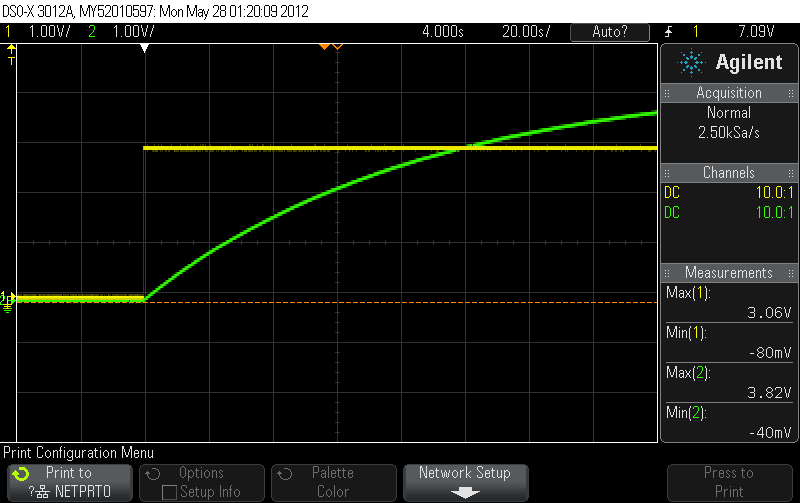 DSO-X 3012A, MY52010597: Mon May 28 01:20:09 2012
1 1.00V/ 2 1.00V/ 4.000s 20.00s/ Auto? 1 7.09V
T
Agilent
Acquisition
Normal
2.50kSa/s
Channels
DC 10.0:1
DC 10.0:1
Measurements
Max(1):
3.06V
Min(1):
-80mV
Max(2):
3.82V
Min(2):
-40mV
Print Configuration Menu
Print to
? NETPRT0
Options
Setup Info
Palette
Color
Network Setup
Press to
Print